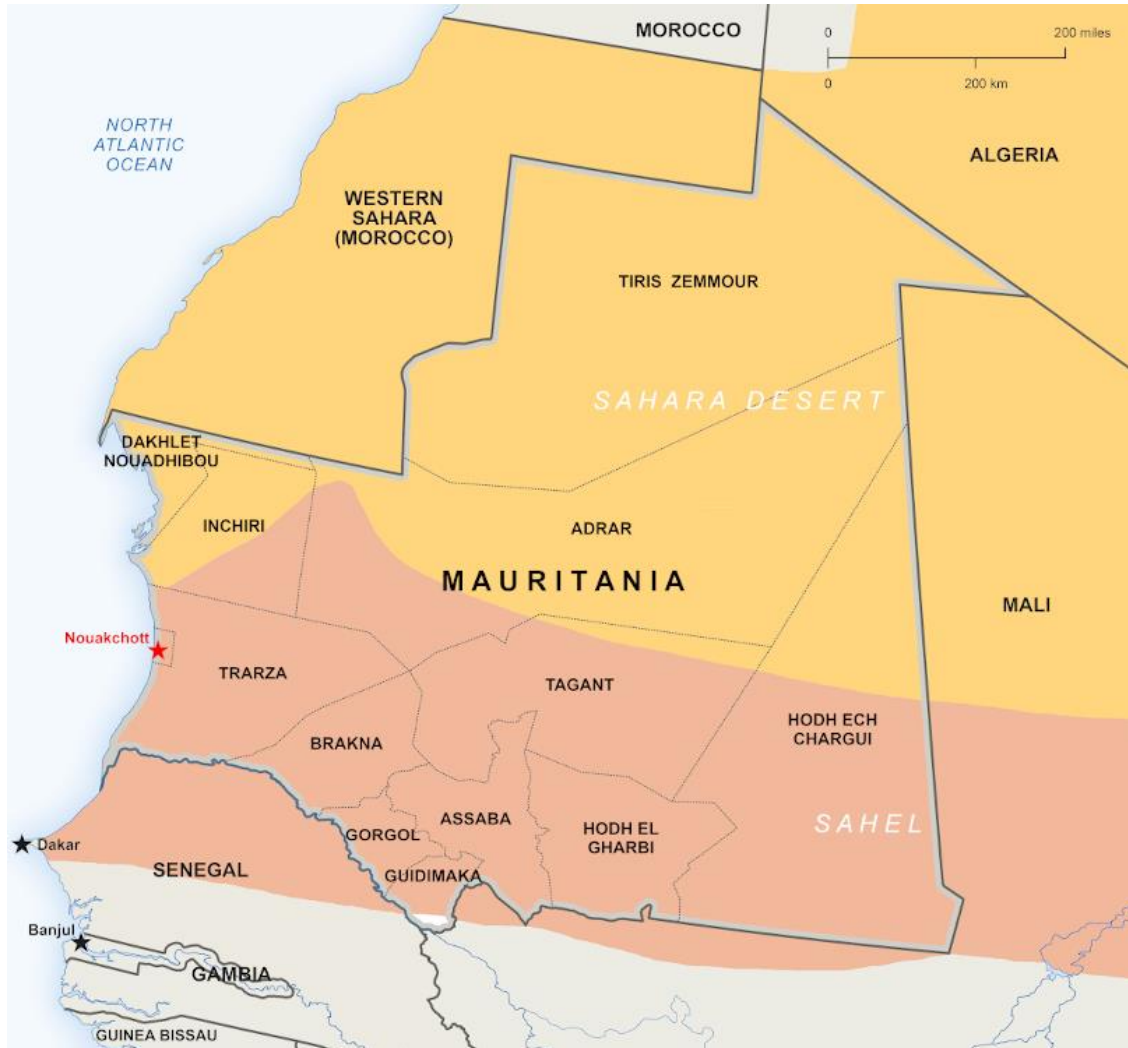 MOROCCO
0
200 miles
0
200 km
NORTH
ATLANTIC
OCEAN
ALGERIA
WESTERN
SAHARA
(MOROCCO)
TIRIS ZEMMOUR
SAHARA DESERT
DAKHLET
NOUADHIBOU
INCHIRI
ADRAR
MAURITANIA
MALI
Nouakchott
TRARZA
TAGANT
HODH ECH
CHARGUI
BRAKNA
ASSABA
SAHEL
GORGOL
HODH EL
GHARBI
Dakar
SENEGAL
GUIDIMAKA
Banjul
GAMBIA
GUINEA BISSAU